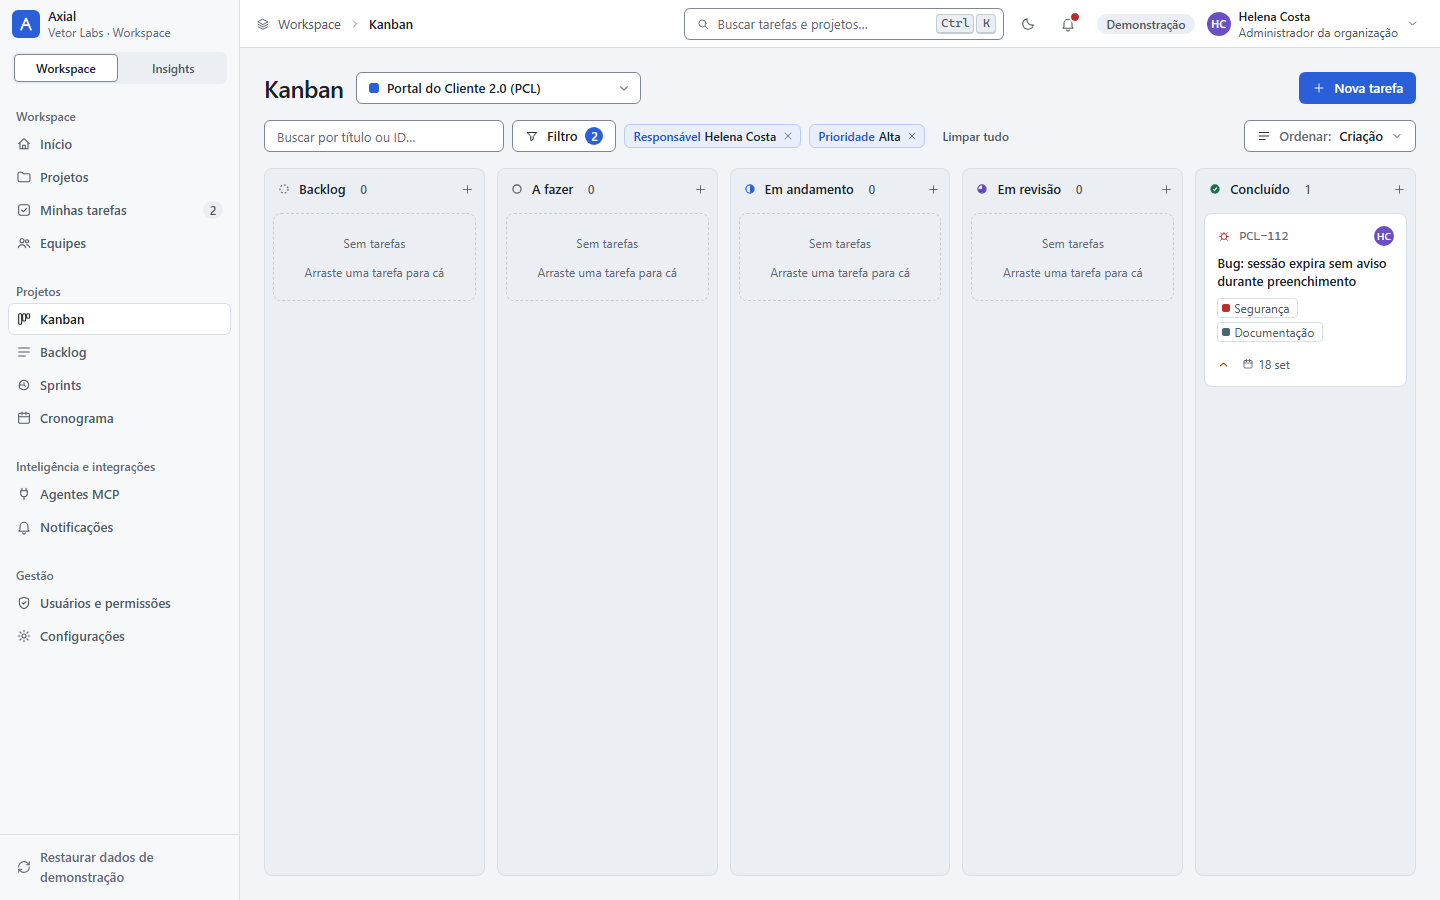 Axial
Vetor Labs · Workspace
Workspace
Insights
Workspace
Início
Projetos
Minhas tarefas
2
Equipes
Projetos
Kanban
Backlog
Sprints
Cronograma
Inteligência e integrações
Agentes MCP
Notificações
Gestão
Usuários e permissões
Configurações
Restaurar dados de
demonstração
Workspace
Kanban
Buscar tarefas e projetos...
Ctrl K
Demonstração
HC
Helena Costa
Administrador da organização
Kanban
Portal do Cliente 2.0 (PCL)
Nova tarefa
Buscar por título ou ID...
Filtro 2
Responsável Helena Costa
Prioridade Alta
Limpar tudo
Ordenar: Criação
Backlog 0
Sem tarefas
Arraste uma tarefa para cá
A fazer 0
Sem tarefas
Arraste uma tarefa para cá
Em andamento 0
Sem tarefas
Arraste uma tarefa para cá
Em revisão 0
Sem tarefas
Arraste uma tarefa para cá
Concluído 1
PCL-112
HC
Bug: sessão expira sem aviso
durante preenchimento
Segurança
Documentação
18 set